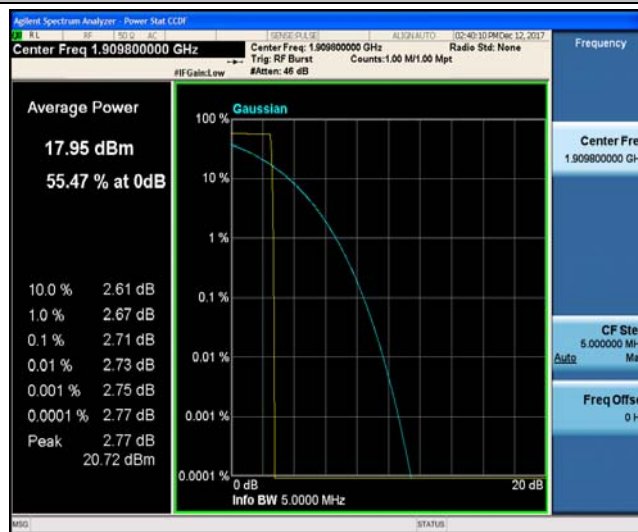 Agilent Spectrum Analyzer - Power Stat CCDF
RL RF 50 Ω AC SENSE:PULSE ALIGN AUTO 02:40:10 PM Dec 12, 2017
Center Freq 1.909800000 GHz
Center Freq: 1.909800000 GHz Radio Std: None
Trig: RF Burst Counts:1.00 M/1.00 Mpt
#IFGain:Low #Atten: 46 dB
Frequency
Average Power
17.95 dBm
55.47 % at 0dB
10.0 % 2.61 dB
1.0 % 2.67 dB
0.1 % 2.71 dB
0.01 % 2.73 dB
0.001 % 2.75 dB
0.0001 % 2.77 dB
Peak 2.77 dB
20.72 dBm
Gaussian
100 %
10 %
1 %
0.1 %
0.01 %
0.001 %
0.0001 %
0 dB 20 dB
Info BW 5.0000 MHz
Center Fre
1.909800000 GH
CF Ste
5.000000 MH
Auto Ma
Freq Offs
0 H
MSG STATUS